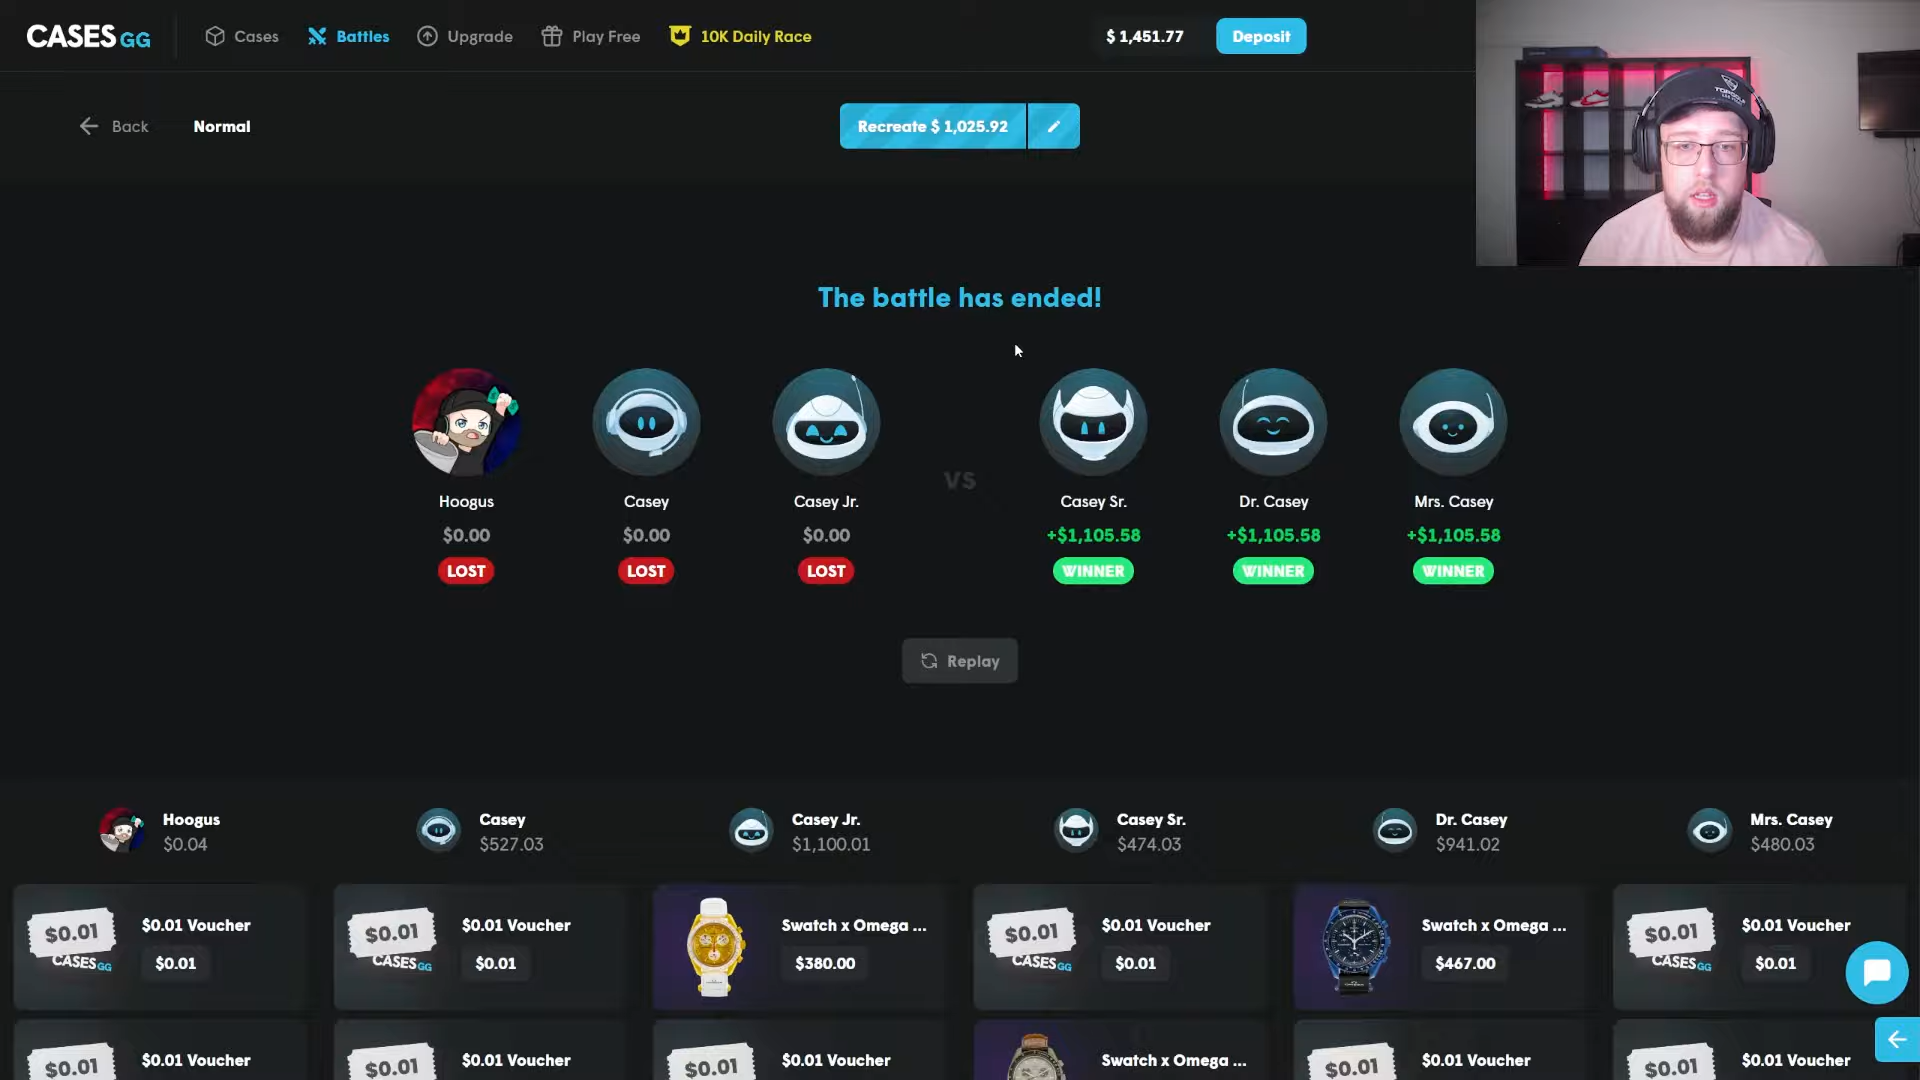 CASES GG
Cases
Battles
Upgrade
Play Free
10K Daily Race
$ 1,451.77
Deposit
Back
Normal
Recreate $ 1,025.92
The battle has ended!
Hoogus
$0.00
LOST
Casey
$0.00
LOST
Casey Jr.
$0.00
LOST
VS
Casey Sr.
+$1,105.58
WINNER
Dr. Casey
+$1,105.58
WINNER
Mrs. Casey
+$1,105.58
WINNER
Replay
Hoogus
$0.04
Casey
$527.03
Casey Jr.
$1,100.01
Casey Sr.
$474.03
Dr. Casey
$941.02
Mrs. Casey
$480.03
$0.01
CASES GG
$0.01 Voucher
$0.01
$0.01
CASES GG
$0.01 Voucher
$0.01
Swatch x Omega ...
$380.00
$0.01
CASES GG
$0.01 Voucher
$0.01
Swatch x Omega ...
$467.00
$0.01
CASES GG
$0.01 Voucher
$0.01
$0.01
$0.01 Voucher
$0.01
$0.01 Voucher
$0.01
$0.01 Voucher
Swatch x Omega ...
$0.01
$0.01 Voucher
$0.01
$0.01 Voucher